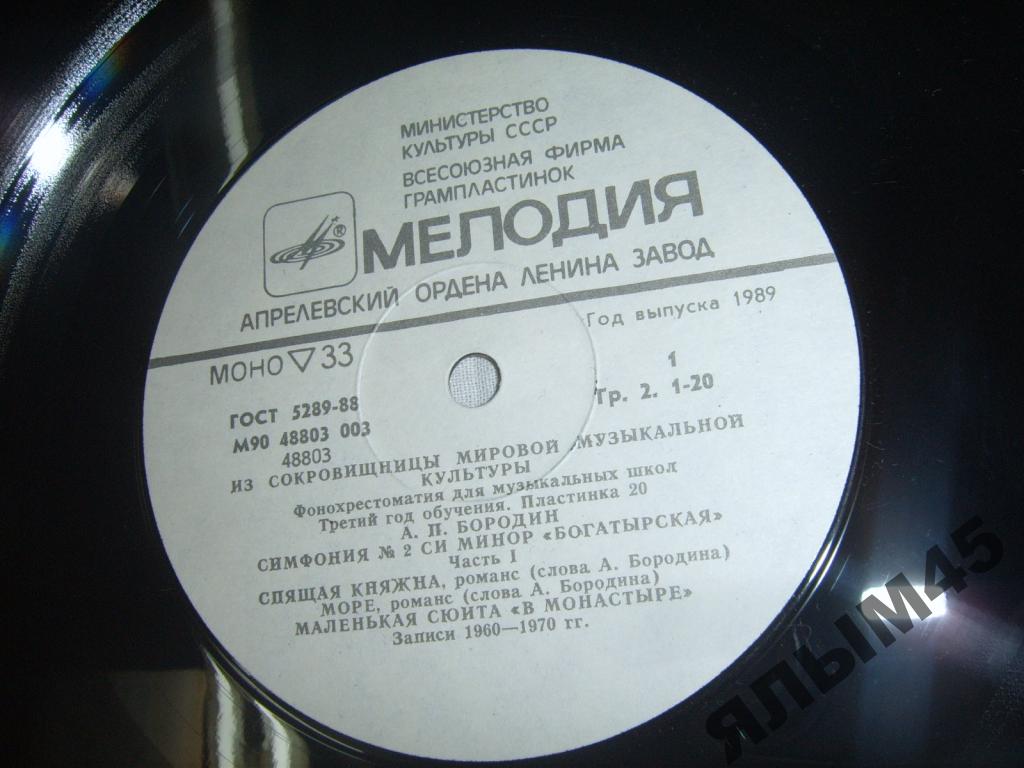 МИНИСТЕРСТВО
КУЛЬТУРЫ СССР
ВСЕСОЮЗНАЯ ФИРМА
ГРАМПЛАСТИНОК
®
МЕЛОДИЯ
АПРЕЛЕВСКИЙ ОРДЕНА ЛЕНИНА ЗАВОД
МОНО ▽ 33
Год выпуска 1989
ГОСТ 5289-88
М90 48803 003
48803
1
Гр. 2. 1-20
ИЗ СОКРОВИЩНИЦЫ МИРОВОЙ МУЗЫКАЛЬНОЙ
КУЛЬТУРЫ
Фонохрестоматия для музыкальных школ
Третий год обучения. Пластинка 20
А. П. БОРОДИН
СИМФОНИЯ № 2 СИ МИНОР «БОГАТЫРСКАЯ»
Часть I
СПЯЩАЯ КНЯЖНА, романс (слова А. Бородина)
МОРЕ, романс (слова А. Бородина)
МАЛЕНЬКАЯ СЮИТА «В МОНАСТЫРЕ»
Записи 1960—1970 гг.
ЯЛЫМ45